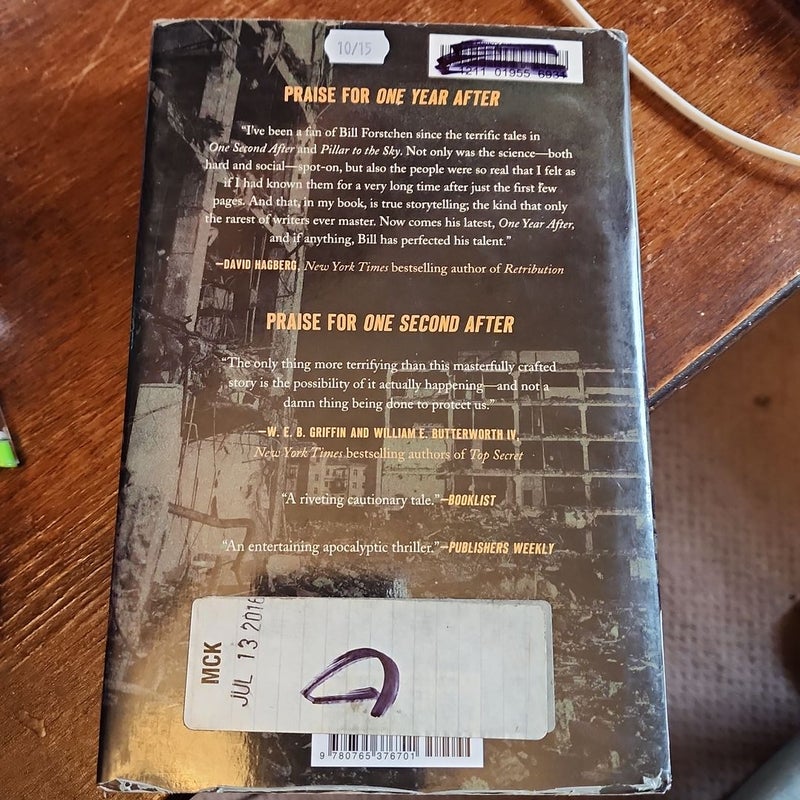 10/15
1211 01955 6934
PRAISE FOR ONE YEAR AFTER
“I've been a fan of Bill Forstchen since the terrific tales in
One Second After and Pillar to the Sky. Not only was the science—both
hard and social—spot-on, but also the people were so real that I felt as
if I had known them for a very long time after just the first few
pages. And that, in my book, is true storytelling; the kind that only
the rarest of writers ever master. Now comes his latest, One Year After,
and if anything, Bill has perfected his talent.”
—DAVID HAGBERG, New York Times bestselling author of Retribution
PRAISE FOR ONE SECOND AFTER
“The only thing more terrifying than this masterfully crafted
story is the possibility of it actually happening—and not a
damn thing being done to protect us.”
—W. E. B. GRIFFIN AND WILLIAM E. BUTTERWORTH IV,
New York Times bestselling authors of Top Secret
“A riveting cautionary tale.”—BOOKLIST
“An entertaining apocalyptic thriller.”—PUBLISHERS WEEKLY
MCK
JUL 13 2016
9 780765 376701